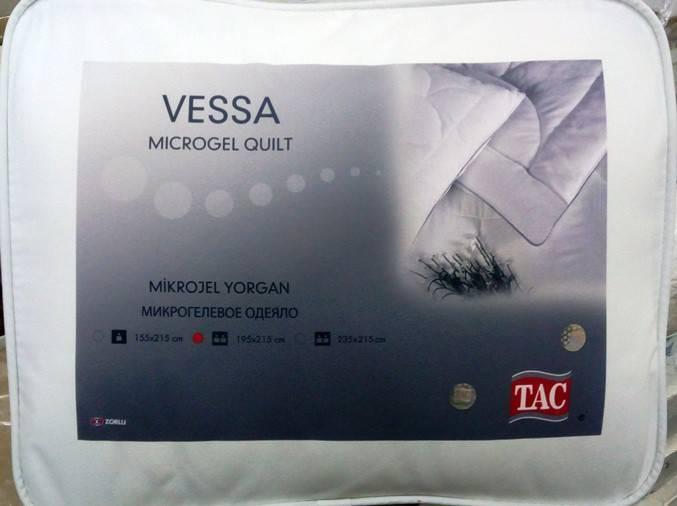 VESSA
MICROGEL QUILT
MİKROJEL YORGAN
МИКРОГЕЛЕВОЕ ОДЕЯЛО
155x215 cm 195x215 cm 235x215 cm
TAC
ZORLU